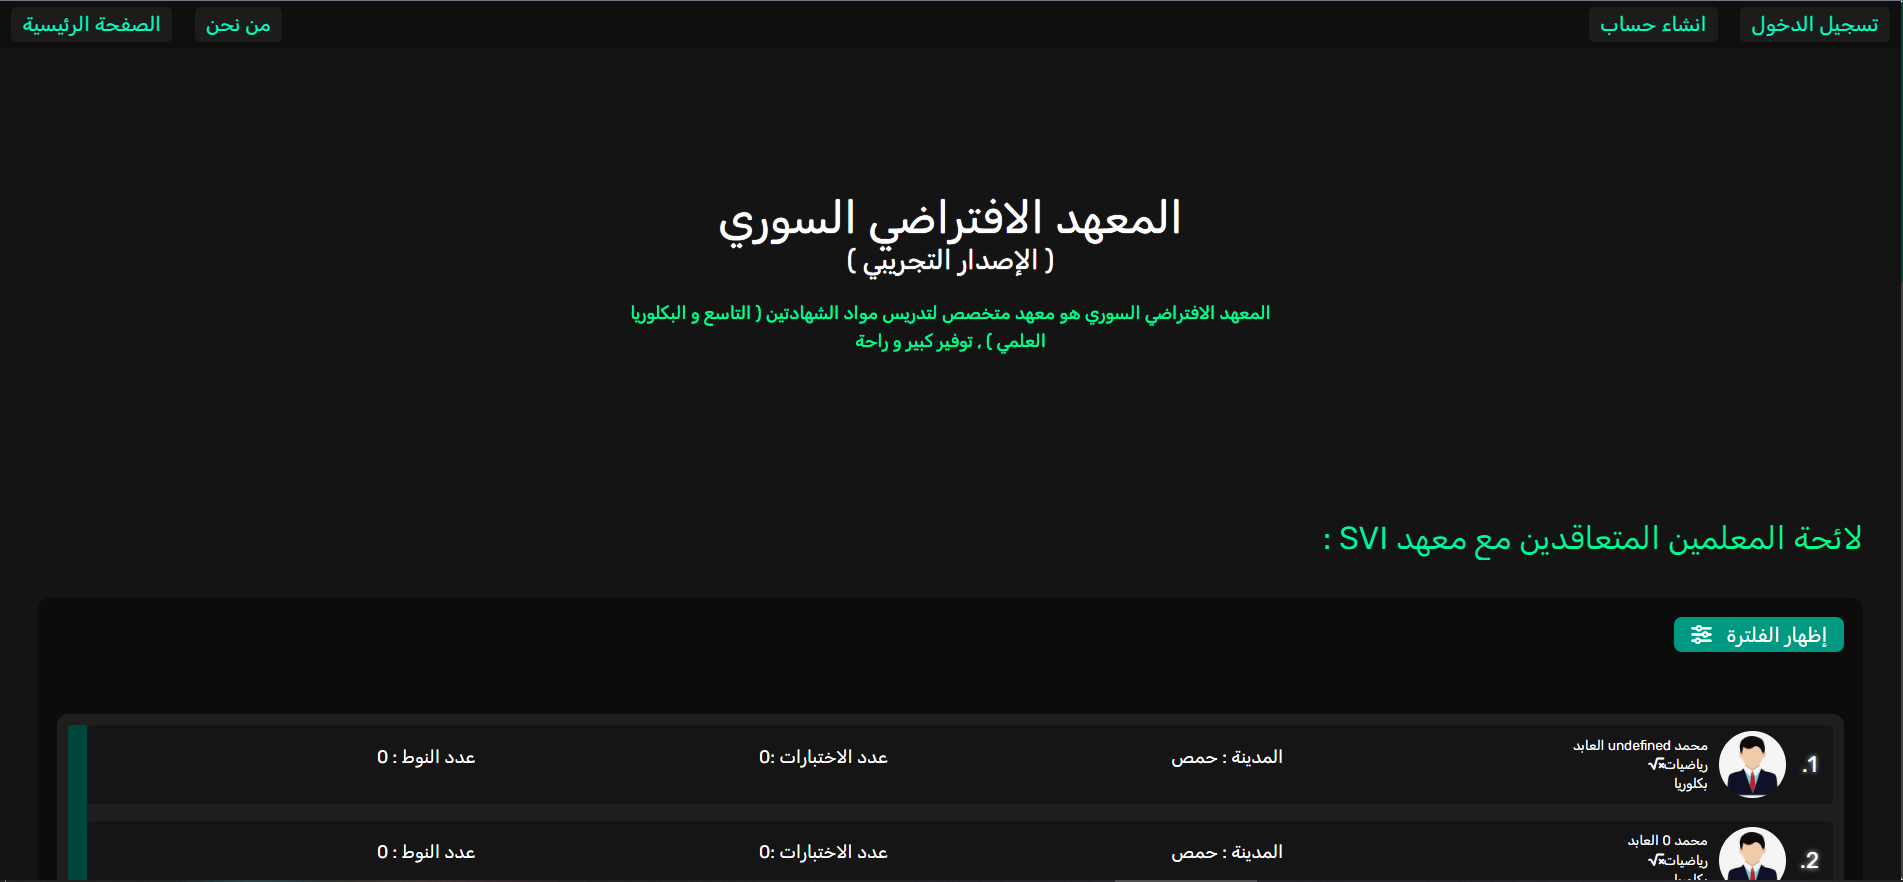 تسجيل الدخول
انشاء حساب
من نحن
الصفحة الرئيسية
المعهد الافتراضي السوري
( الإصدار التجريبي )
المعهد الافتراضي السوري هو معهد متخصص لتدريس مواد الشهادتين ( التاسع و البكلوريا
العلمي ) , توفير كبير و راحة
لائحة المعلمين المتعاقدين مع معهد SVI :
إظهار الفلترة
1.
محمد undefined العابد
رياضيات√x
بكلوريا
المدينة : حمص
عدد الاختبارات :0
عدد النوط : 0
2.
محمد 0 العابد
رياضيات√x
بكلوريا
المدينة : حمص
عدد الاختبارات :0
عدد النوط : 0